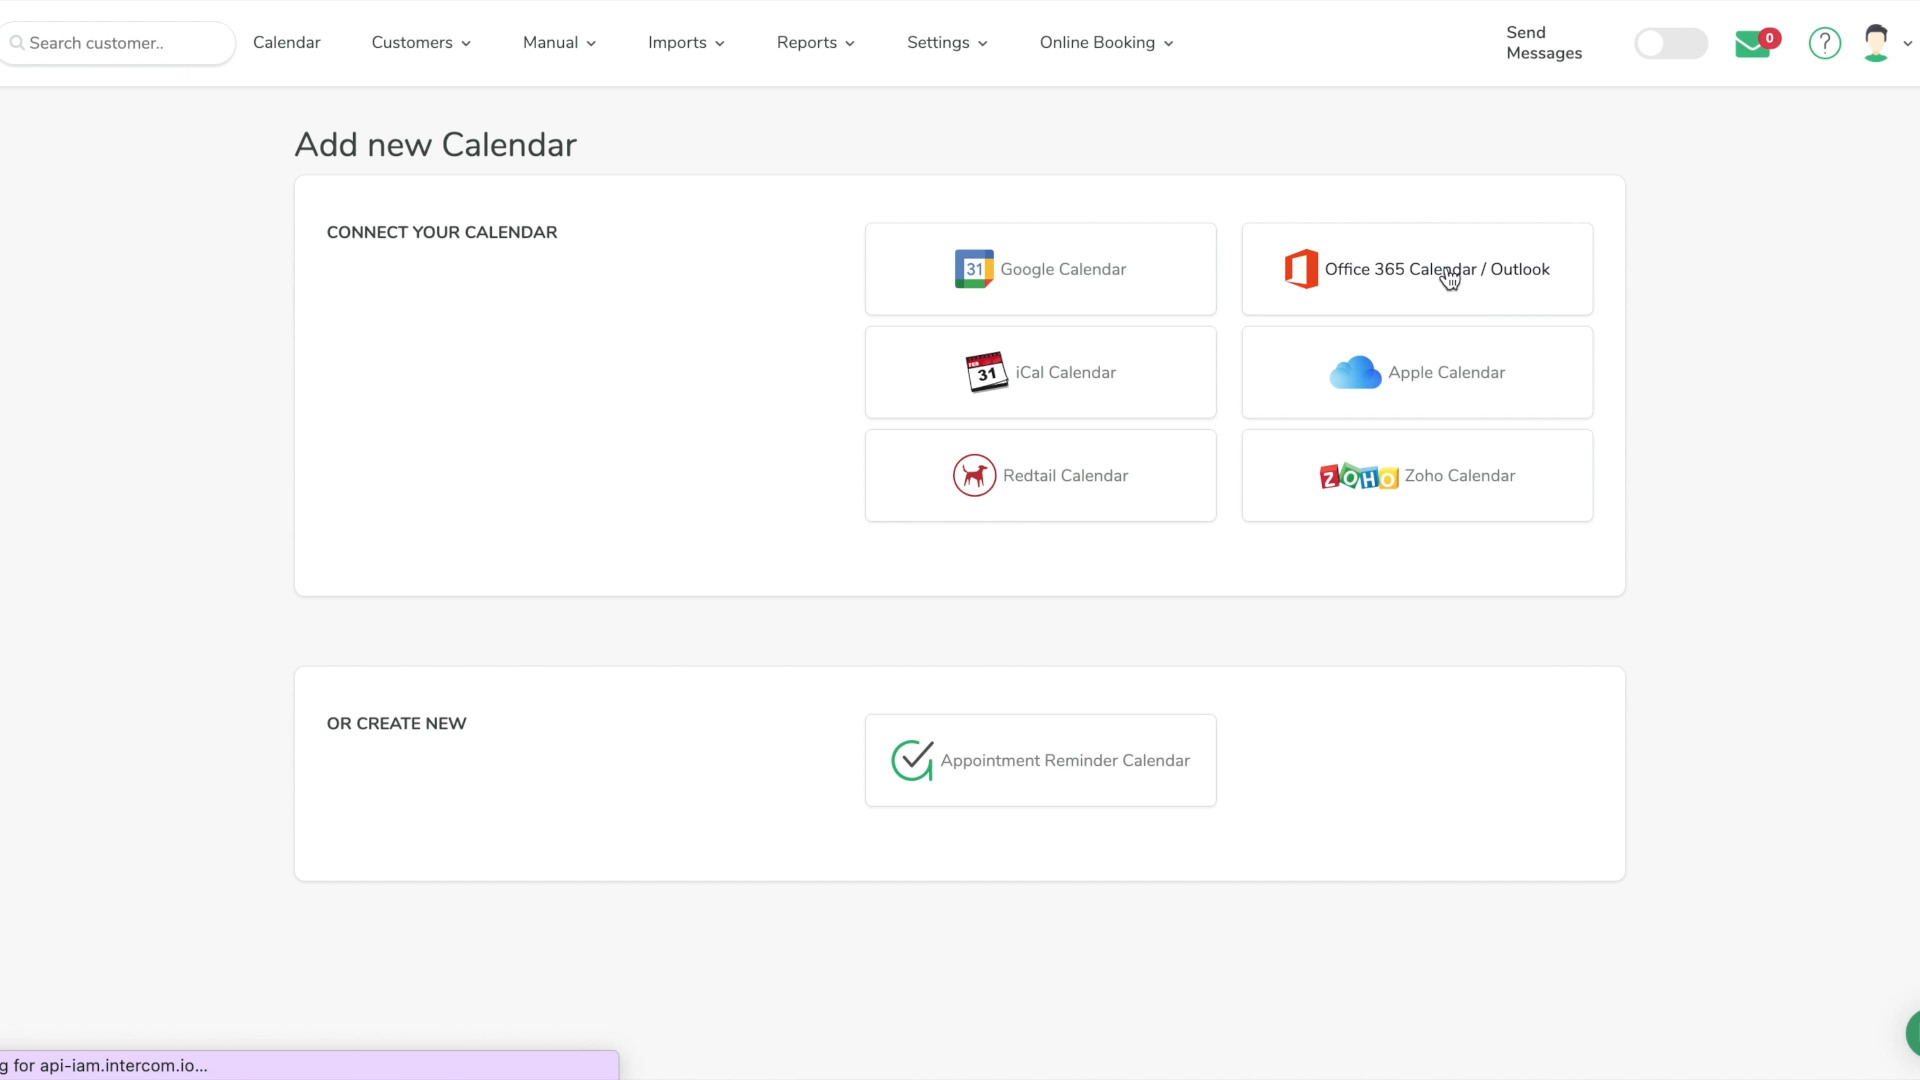 Search customer..
Calendar
Customers
Manual
Imports
Reports
Settings
Online Booking
Send
Messages
0
?
Add new Calendar
CONNECT YOUR CALENDAR
31
Google Calendar
Office 365 Calendar / Outlook
31
iCal Calendar
Apple Calendar
Redtail Calendar
ZOHO
Zoho Calendar
OR CREATE NEW
Appointment Reminder Calendar
g for api-iam.intercom.io...